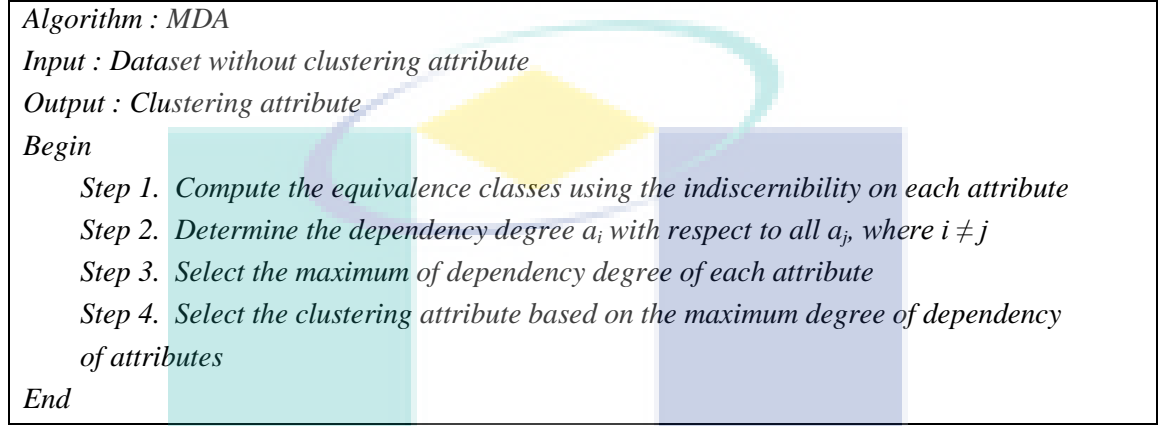 Algorithm : MDA
Input : Dataset without clustering attribute
Output : Clustering attribute
Begin
Step 1. Compute the equivalence classes using the indiscernibility on each attribute
Step 2. Determine the dependency degree aᵢ with respect to all aⱼ, where i ≠ j
Step 3. Select the maximum of dependency degree of each attribute
Step 4. Select the clustering attribute based on the maximum degree of dependency
of attributes
End